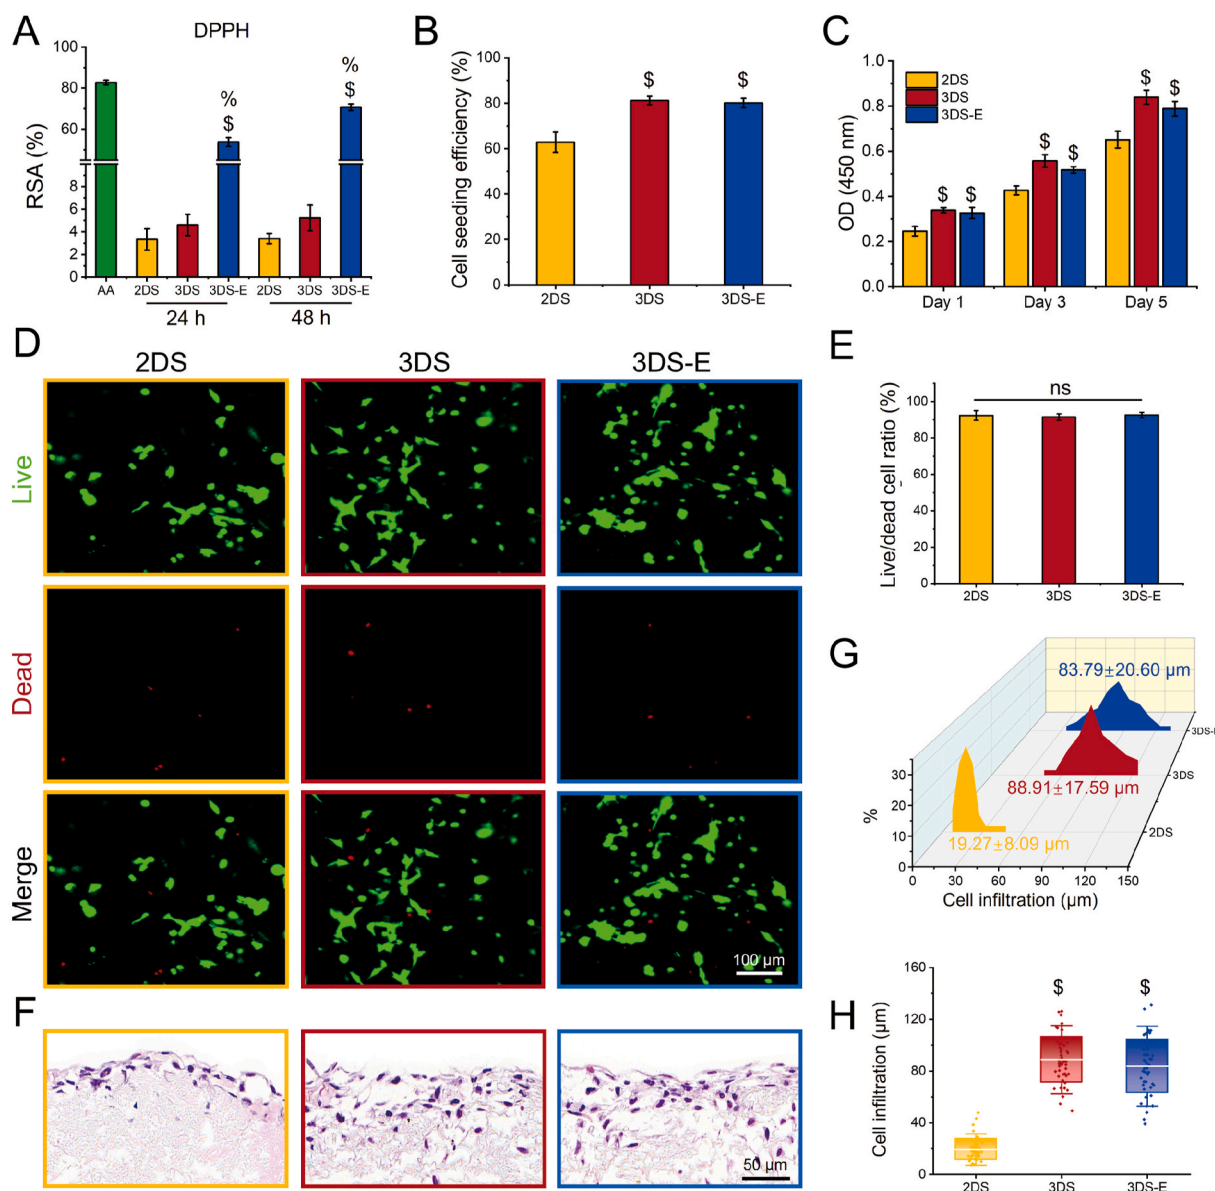 A
DPPH
RSA (%)
100
80
60
8
6
4
2
0
%
$
%
$
AA
2DS
3DS
3DS-E
2DS
3DS
3DS-E
24 h
48 h
B
Cell seeding efficiency (%)
100
80
60
40
20
0
$
$
2DS
3DS
3DS-E
C
OD (450 nm)
1.0
0.8
0.6
0.4
0.2
0.0
2DS
3DS
3DS-E
$
$
$
$
$
$
Day 1
Day 3
Day 5
D
2DS
3DS
3DS-E
Live
Dead
Merge
100 µm
E
Live/dead cell ratio (%)
100
80
60
40
20
0
ns
2DS
3DS
3DS-E
F
50 µm
G
83.79±20.60 µm
88.91±17.59 µm
19.27±8.09 µm
%
30
20
10
0
0
30
60
90
120
150
Cell infiltration (µm)
2DS
3DS
H
Cell infiltration (µm)
160
120
80
40
0
$
$
2DS
3DS
3DS-E